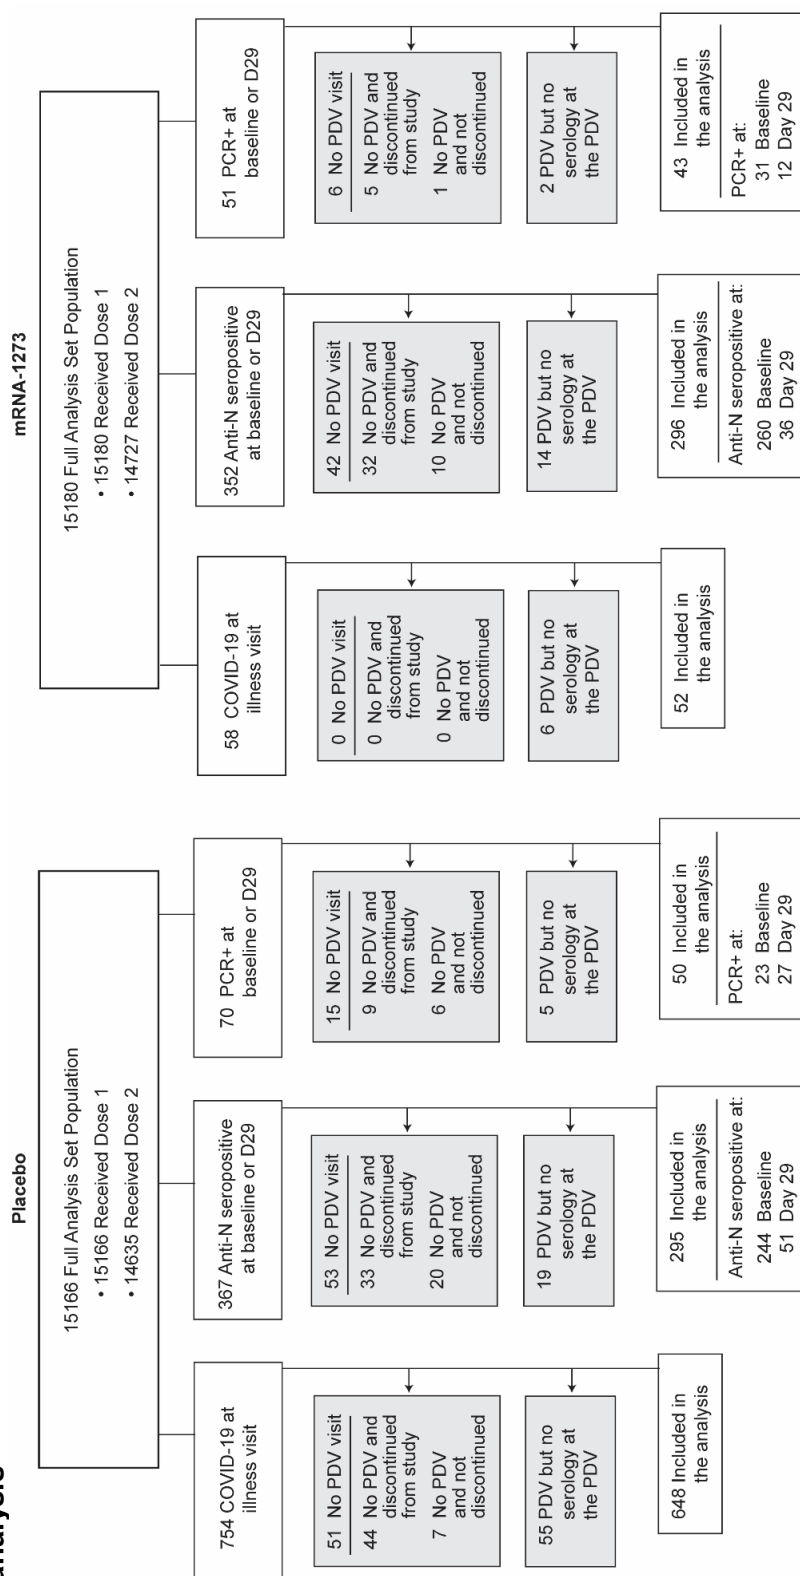 analysis
Placebo
15166 Full Analysis Set Population
• 15166 Received Dose 1
• 14635 Received Dose 2
754 COVID-19 at
illness visit
51 No PDV visit
44 No PDV and
discontinued
from study
7 No PDV
and not
discontinued
55 PDV but no
serology at
the PDV
648 Included in
the analysis
367 Anti-N seropositive
at baseline or D29
53 No PDV visit
33 No PDV and
discontinued
from study
20 No PDV
and not
discontinued
19 PDV but no
serology at
the PDV
295 Included in
the analysis
Anti-N seropositive at:
244 Baseline
51 Day 29
70 PCR+ at
baseline or D29
15 No PDV visit
9 No PDV and
discontinued
from study
6 No PDV
and not
discontinued
5 PDV but no
serology at
the PDV
50 Included in
the analysis
PCR+ at:
23 Baseline
27 Day 29
mRNA-1273
15180 Full Analysis Set Population
• 15180 Received Dose 1
• 14727 Received Dose 2
58 COVID-19 at
illness visit
0 No PDV visit
0 No PDV and
discontinued
from study
0 No PDV
and not
discontinued
6 PDV but no
serology at
the PDV
52 Included in
the analysis
352 Anti-N seropositive
at baseline or D29
42 No PDV visit
32 No PDV and
discontinued
from study
10 No PDV
and not
discontinued
14 PDV but no
serology at
the PDV
296 Included in
the analysis
Anti-N seropositive at:
260 Baseline
36 Day 29
51 PCR+ at
baseline or D29
6 No PDV visit
5 No PDV and
discontinued
from study
1 No PDV
and not
discontinued
2 PDV but no
serology at
the PDV
43 Included in
the analysis
PCR+ at:
31 Baseline
12 Day 29